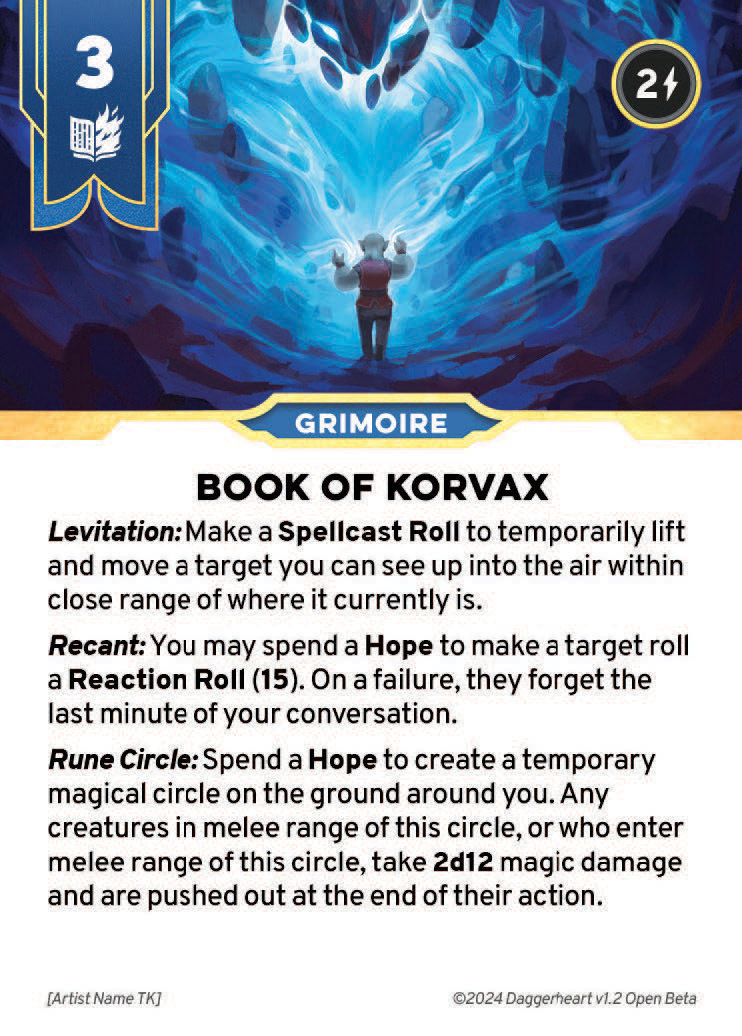 3
2
GRIMOIRE
BOOK OF KORVAX
Levitation: Make a Spellcast Roll to temporarily lift
and move a target you can see up into the air within
close range of where it currently is.
Recant: You may spend a Hope to make a target roll
a Reaction Roll (15). On a failure, they forget the
last minute of your conversation.
Rune Circle: Spend a Hope to create a temporary
magical circle on the ground around you. Any
creatures in melee range of this circle, or who enter
melee range of this circle, take 2d12 magic damage
and are pushed out at the end of their action.
[Artist Name TK]
©2024 Daggerheart v1.2 Open Beta